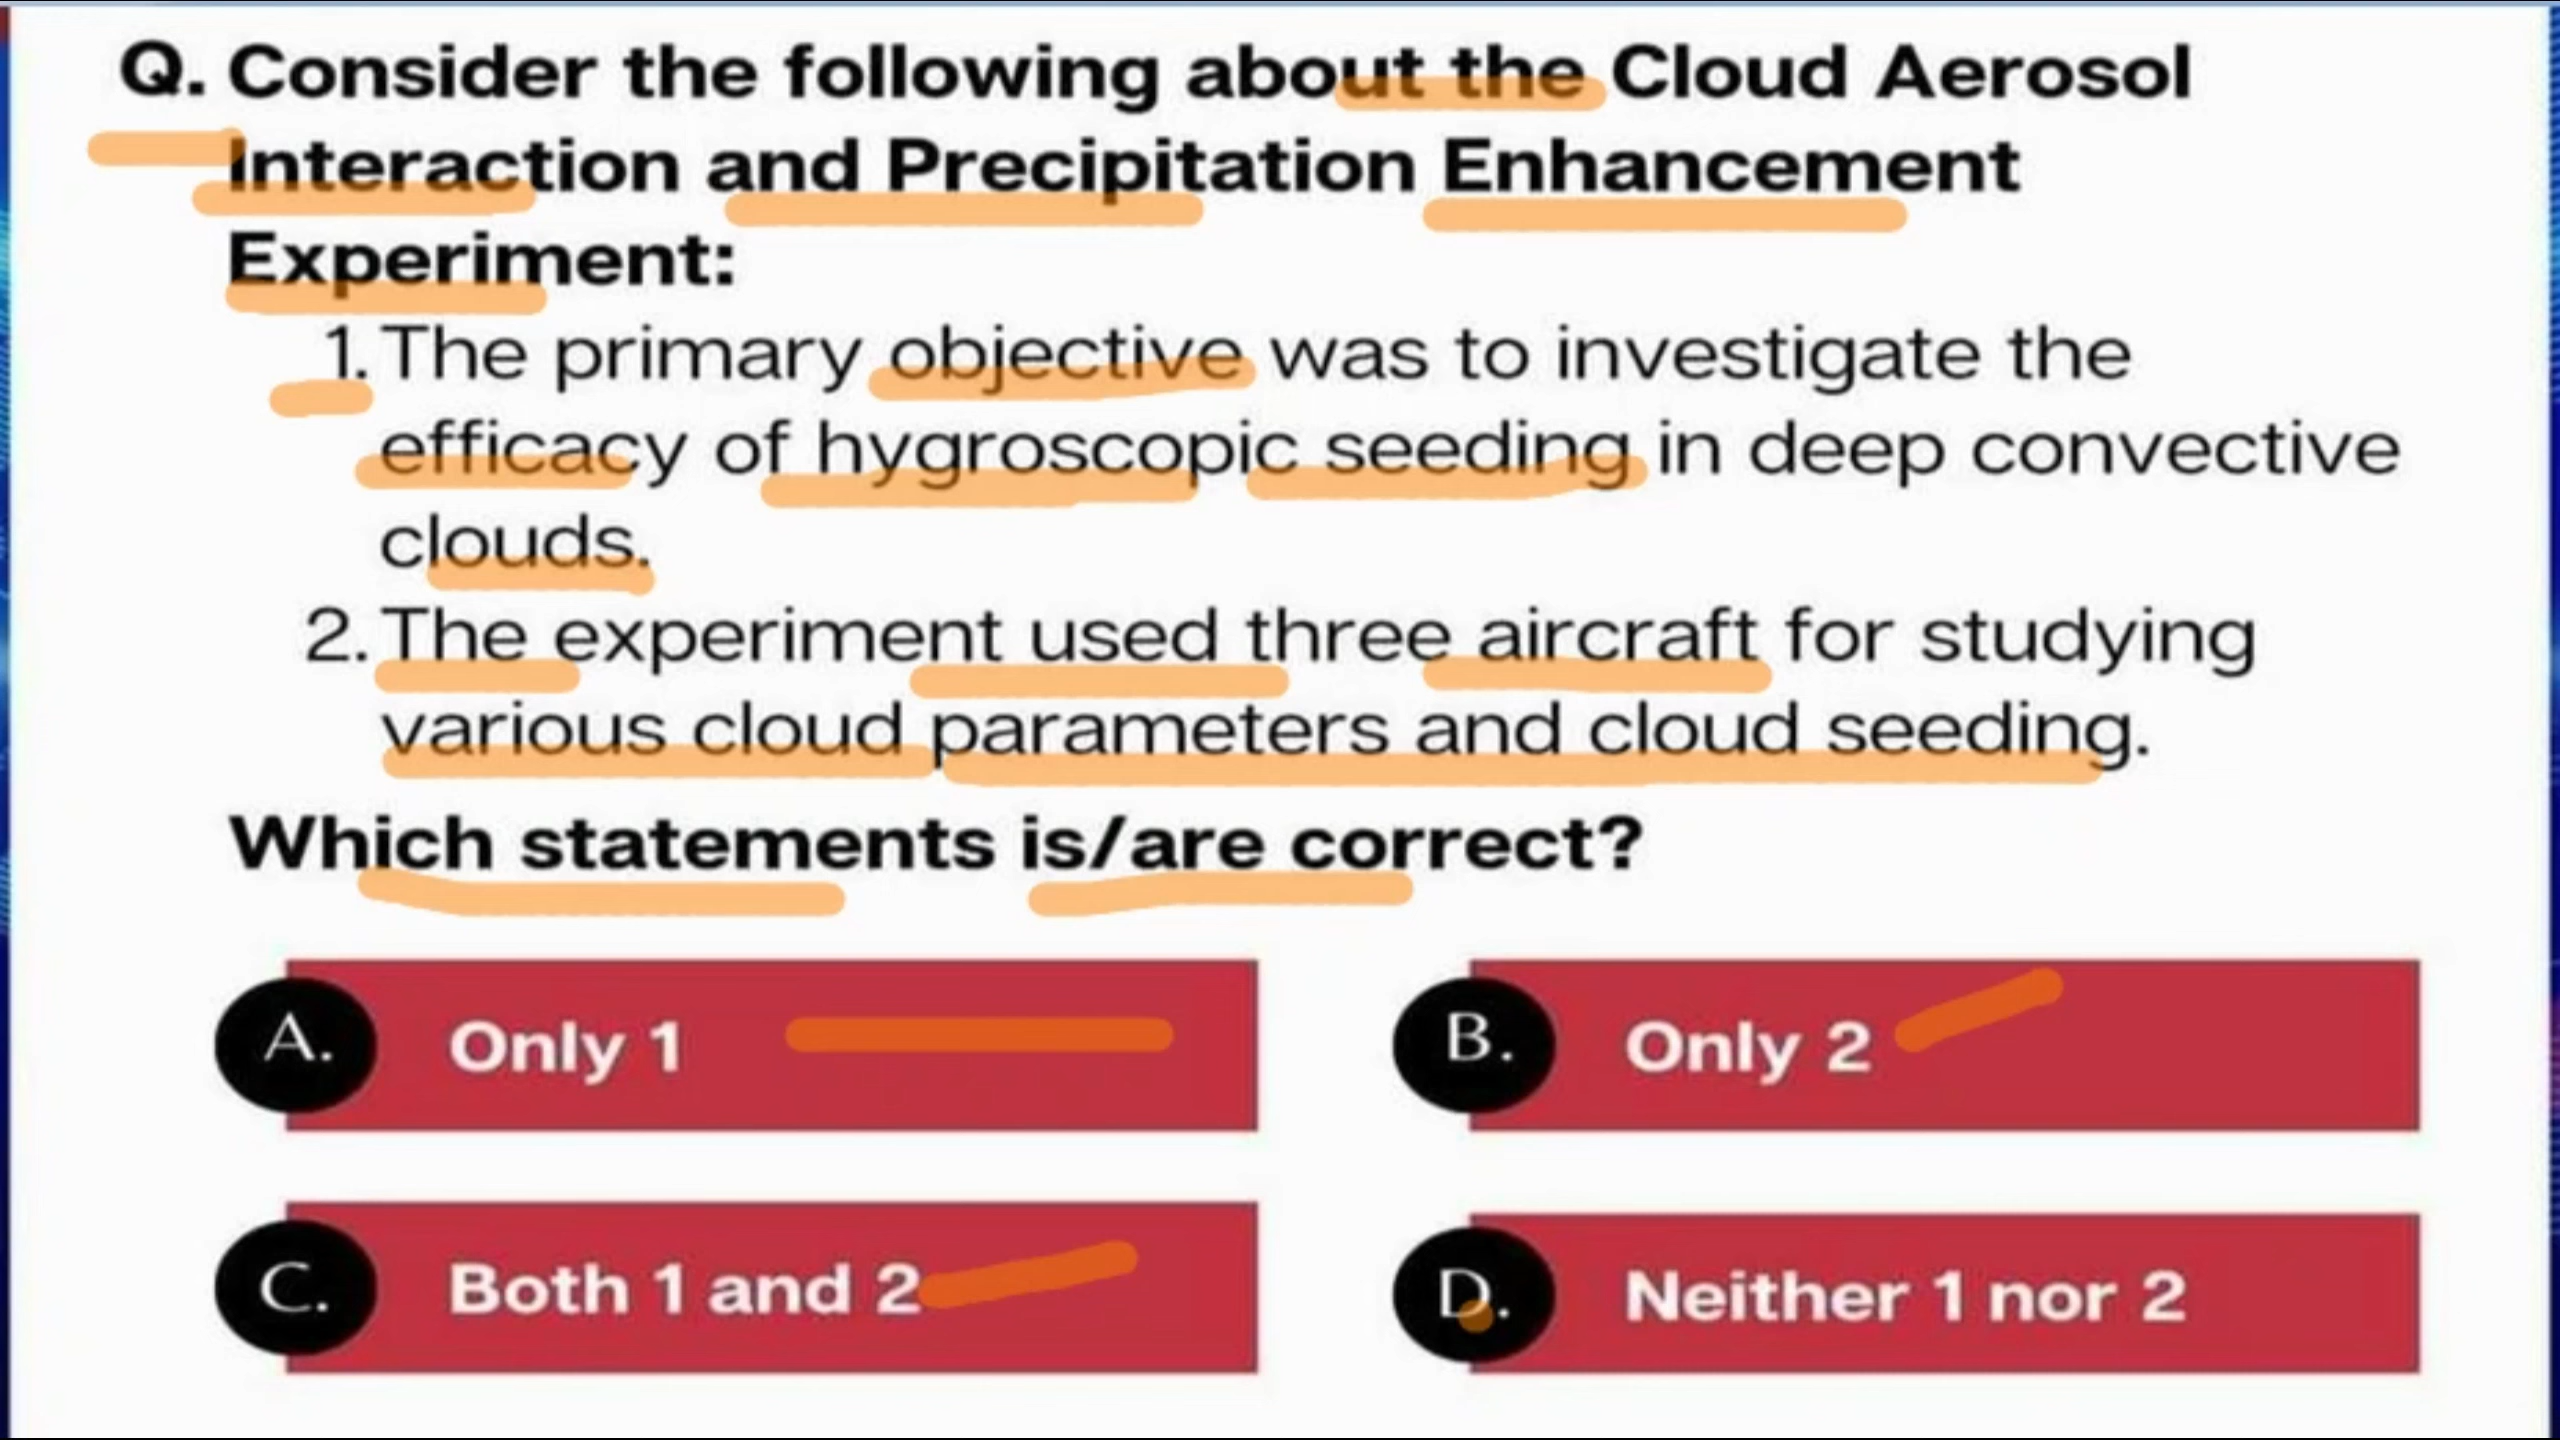 Q. Consider the following about the Cloud Aerosol
Interaction and Precipitation Enhancement
Experiment:
1. The primary objective was to investigate the
efficacy of hygroscopic seeding in deep convective
clouds.
2. The experiment used three aircraft for studying
various cloud parameters and cloud seeding.
Which statements is/are correct?
A. Only 1
B. Only 2
C. Both 1 and 2
D. Neither 1 nor 2